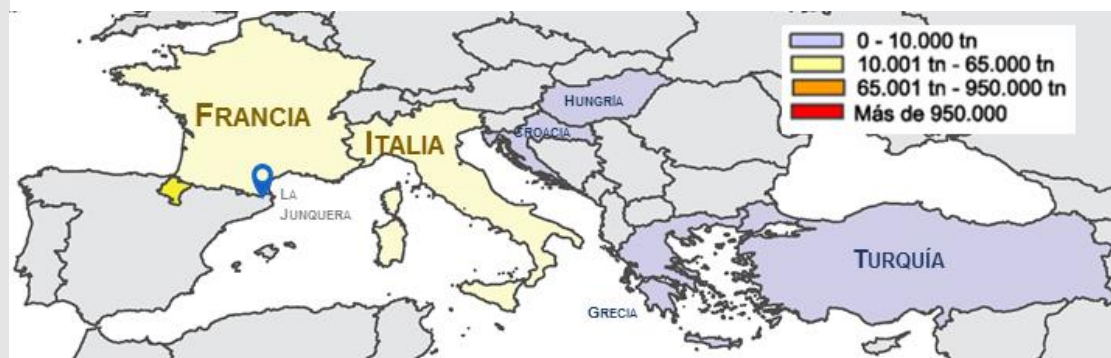 0 - 10.000 tn
10.001 tn - 65.000 tn
65.001 tn - 950.000 tn
Más de 950.000
HUNGRÍA
CROACIA
FRANCIA
ITALIA
LA
JUNQUERA
TURQUÍA
GRECIA